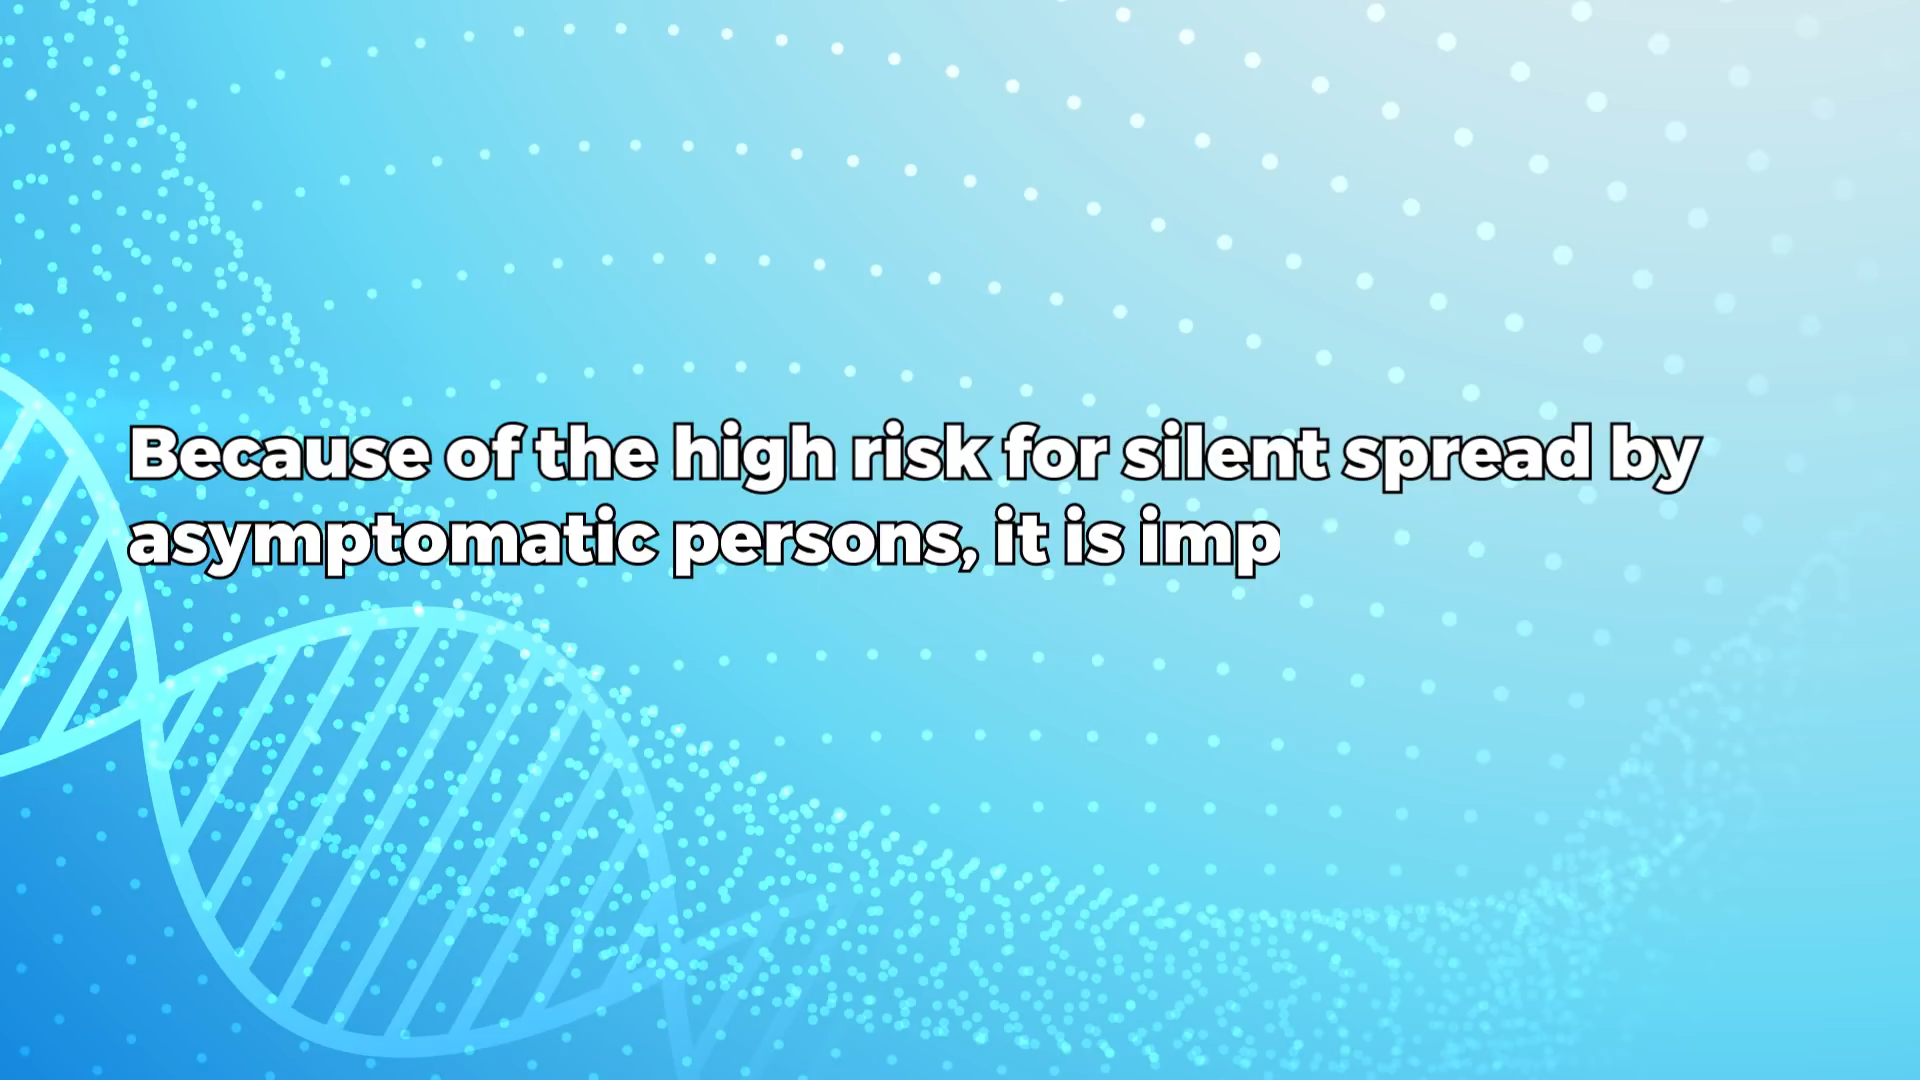 Because of the high risk for silent spread by
asymptomatic persons, it is imp